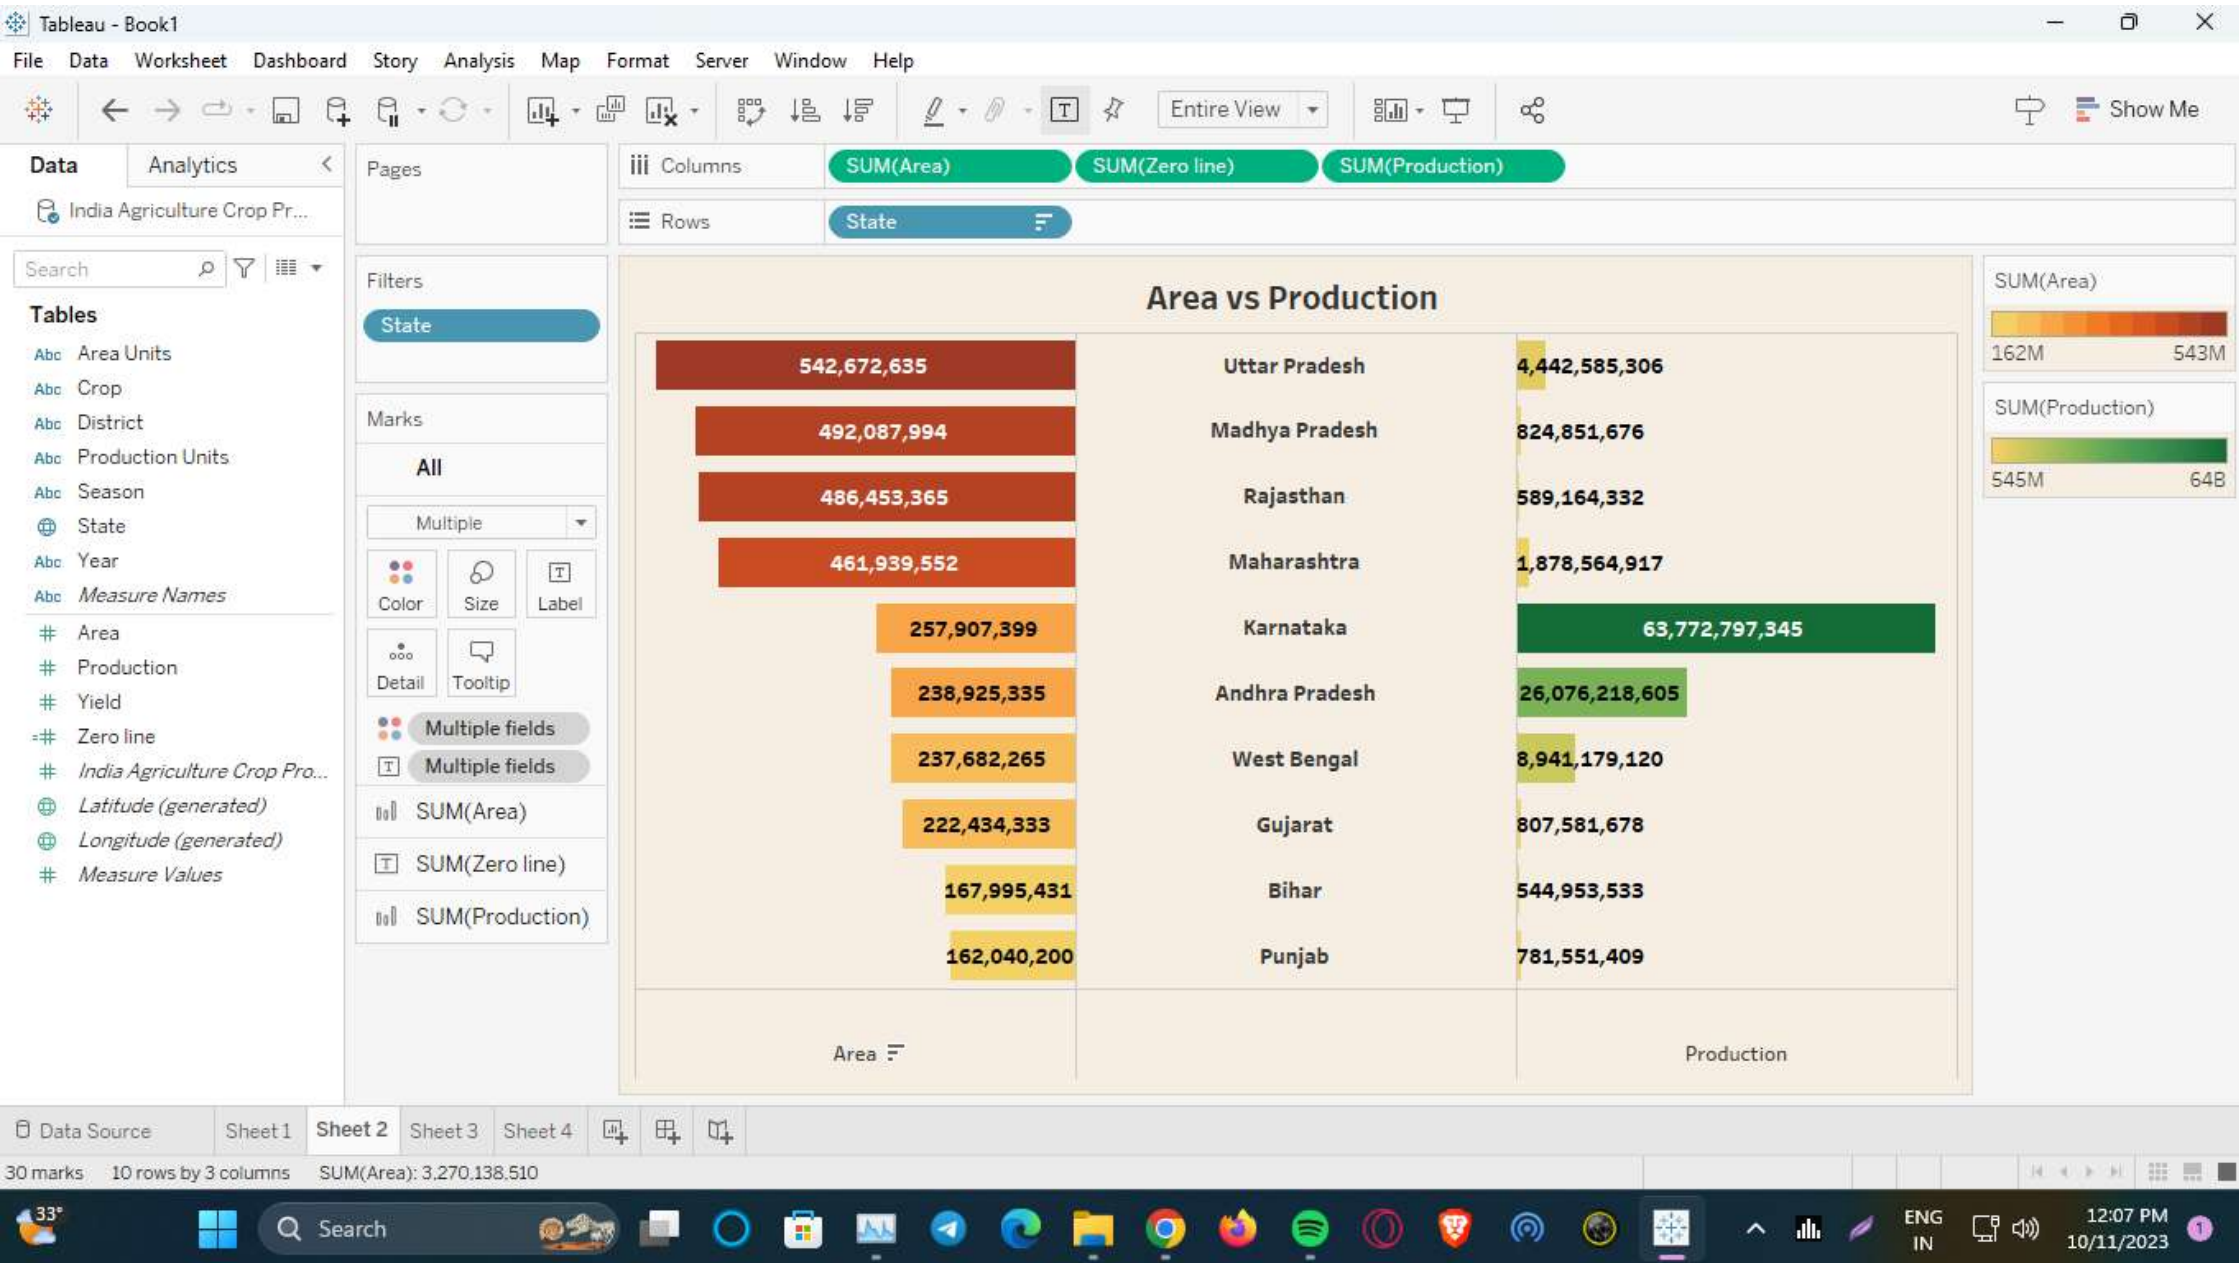 Tableau - Book1
File Data Worksheet Dashboard Story Analysis Map Format Server Window Help
Entire View
Show Me
Data Analytics
India Agriculture Crop Pr...
Search
Tables
Abc Area Units
Abc Crop
Abc District
Abc Production Units
Abc Season
State
Abc Year
Abc Measure Names
# Area
# Production
# Yield
=# Zero line
# India Agriculture Crop Pro...
Latitude (generated)
Longitude (generated)
# Measure Values
Pages
Filters
State
Marks
All
Multiple
Color Size Label
Detail Tooltip
Multiple fields
Multiple fields
SUM(Area)
SUM(Zero line)
SUM(Production)
Columns SUM(Area) SUM(Zero line) SUM(Production)
Rows State
Area vs Production
542,672,635 Uttar Pradesh 4,442,585,306
492,087,994 Madhya Pradesh 824,851,676
486,453,365 Rajasthan 589,164,332
461,939,552 Maharashtra 1,878,564,917
257,907,399 Karnataka 63,772,797,345
238,925,335 Andhra Pradesh 26,076,218,605
237,682,265 West Bengal 8,941,179,120
222,434,333 Gujarat 807,581,678
167,995,431 Bihar 544,953,533
162,040,200 Punjab 781,551,409
Area Production
SUM(Area)
162M 543M
SUM(Production)
545M 64B
Data Source Sheet 1 Sheet 2 Sheet 3 Sheet 4
30 marks 10 rows by 3 columns SUM(Area): 3,270,138,510
33°
Search
ENG
IN
12:07 PM
10/11/2023
1